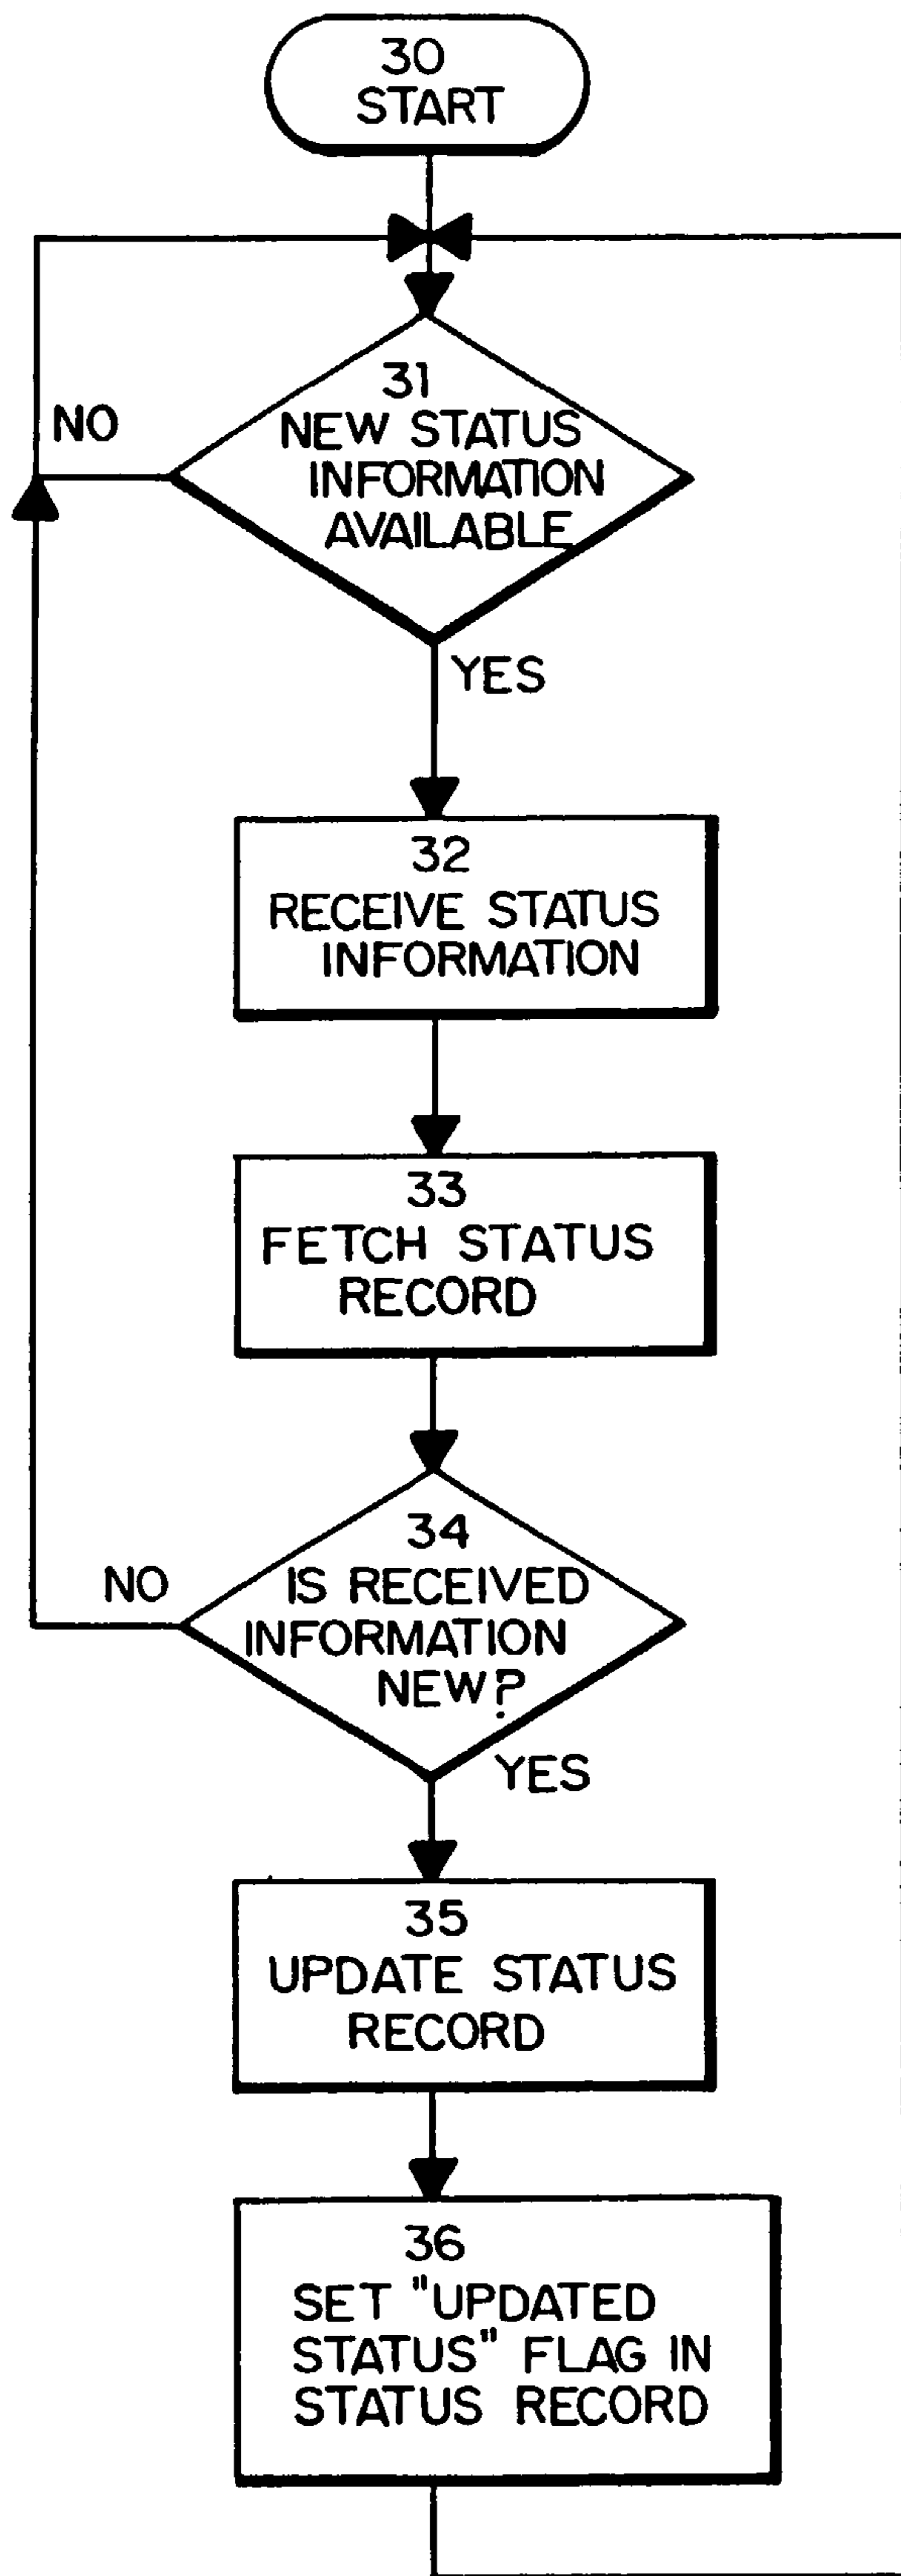 30
START
31
NEW STATUS
INFORMATION
AVAILABLE
NO
YES
32
RECEIVE STATUS
INFORMATION
33
FETCH STATUS
RECORD
34
IS RECEIVED
INFORMATION
NEW?
NO
YES
35
UPDATE STATUS
RECORD
36
SET "UPDATED
STATUS" FLAG IN
STATUS RECORD